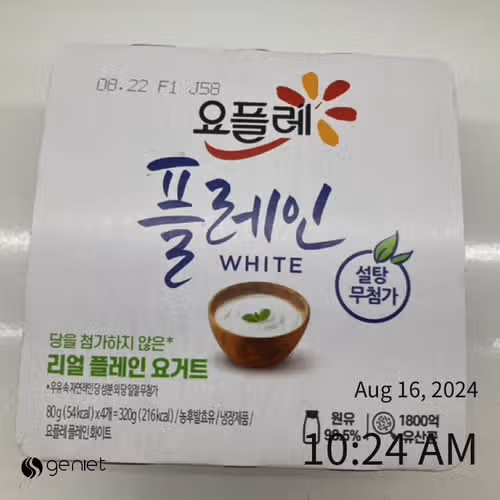 08.22 F1 J58
요플레
플레인
WHITE
설탕
무첨가
당을 첨가하지 않은*
리얼 플레인 요거트
*우유 속 자연적인 당 성분 외 당 일절 무첨가
80g(54kcal)x4개=320g(216kcal)/농후발효유/냉장제품/
요플레 플레인 화이트
원유
1800억
유산균
Aug 16, 2024
10:24 AM
geniet